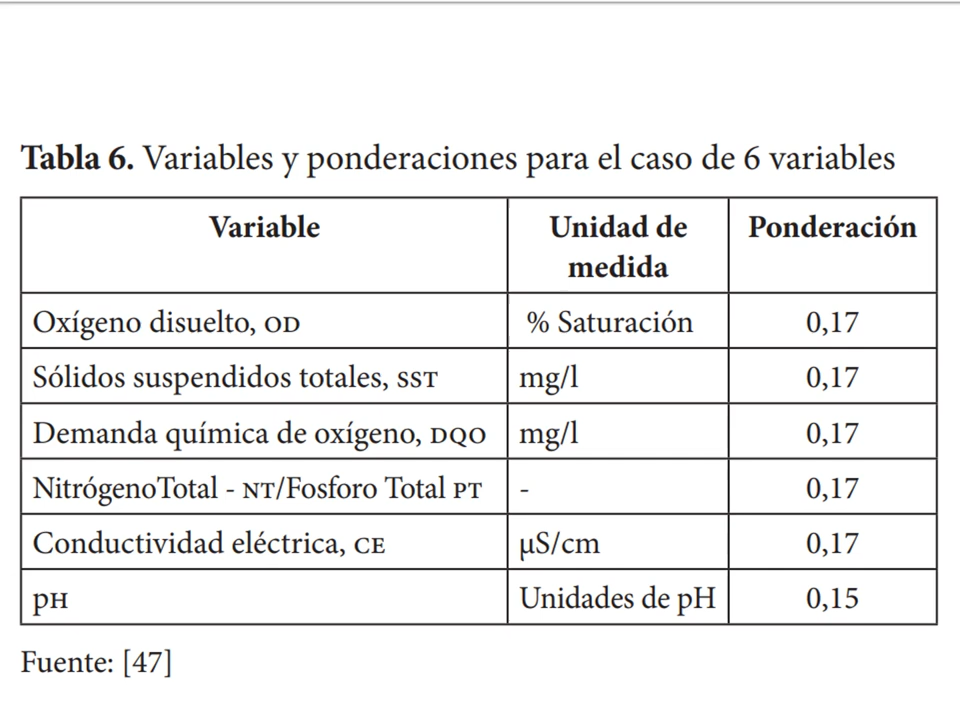 Tabla 6. Variables y ponderaciones para el caso de 6 variables
Variable Unidad de medida Ponderación
Oxígeno disuelto, OD % Saturación 0,17
Sólidos suspendidos totales, SST mg/l 0,17
Demanda química de oxígeno, DQO mg/l 0,17
NitrógenoTotal - NT/Fosforo Total PT - 0,17
Conductividad eléctrica, CE µS/cm 0,17
pH Unidades de pH 0,15
Fuente: [47]